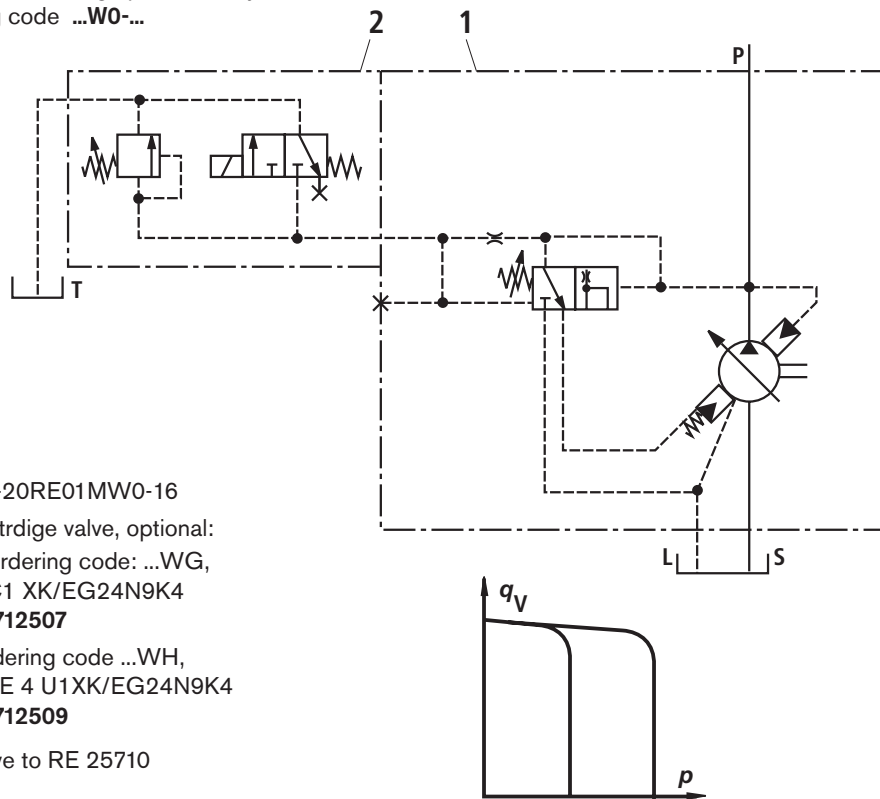 code ...W0-...
2
1
P
T
-20RE01MW0-16
trdige valve, optional:
rdering code: ...WG,
1 XK/EG24N9K4
712507
dering code ...WH,
E 4 U1XK/EG24N9K4
712509
ve to RE 25710
L
S
qV
p